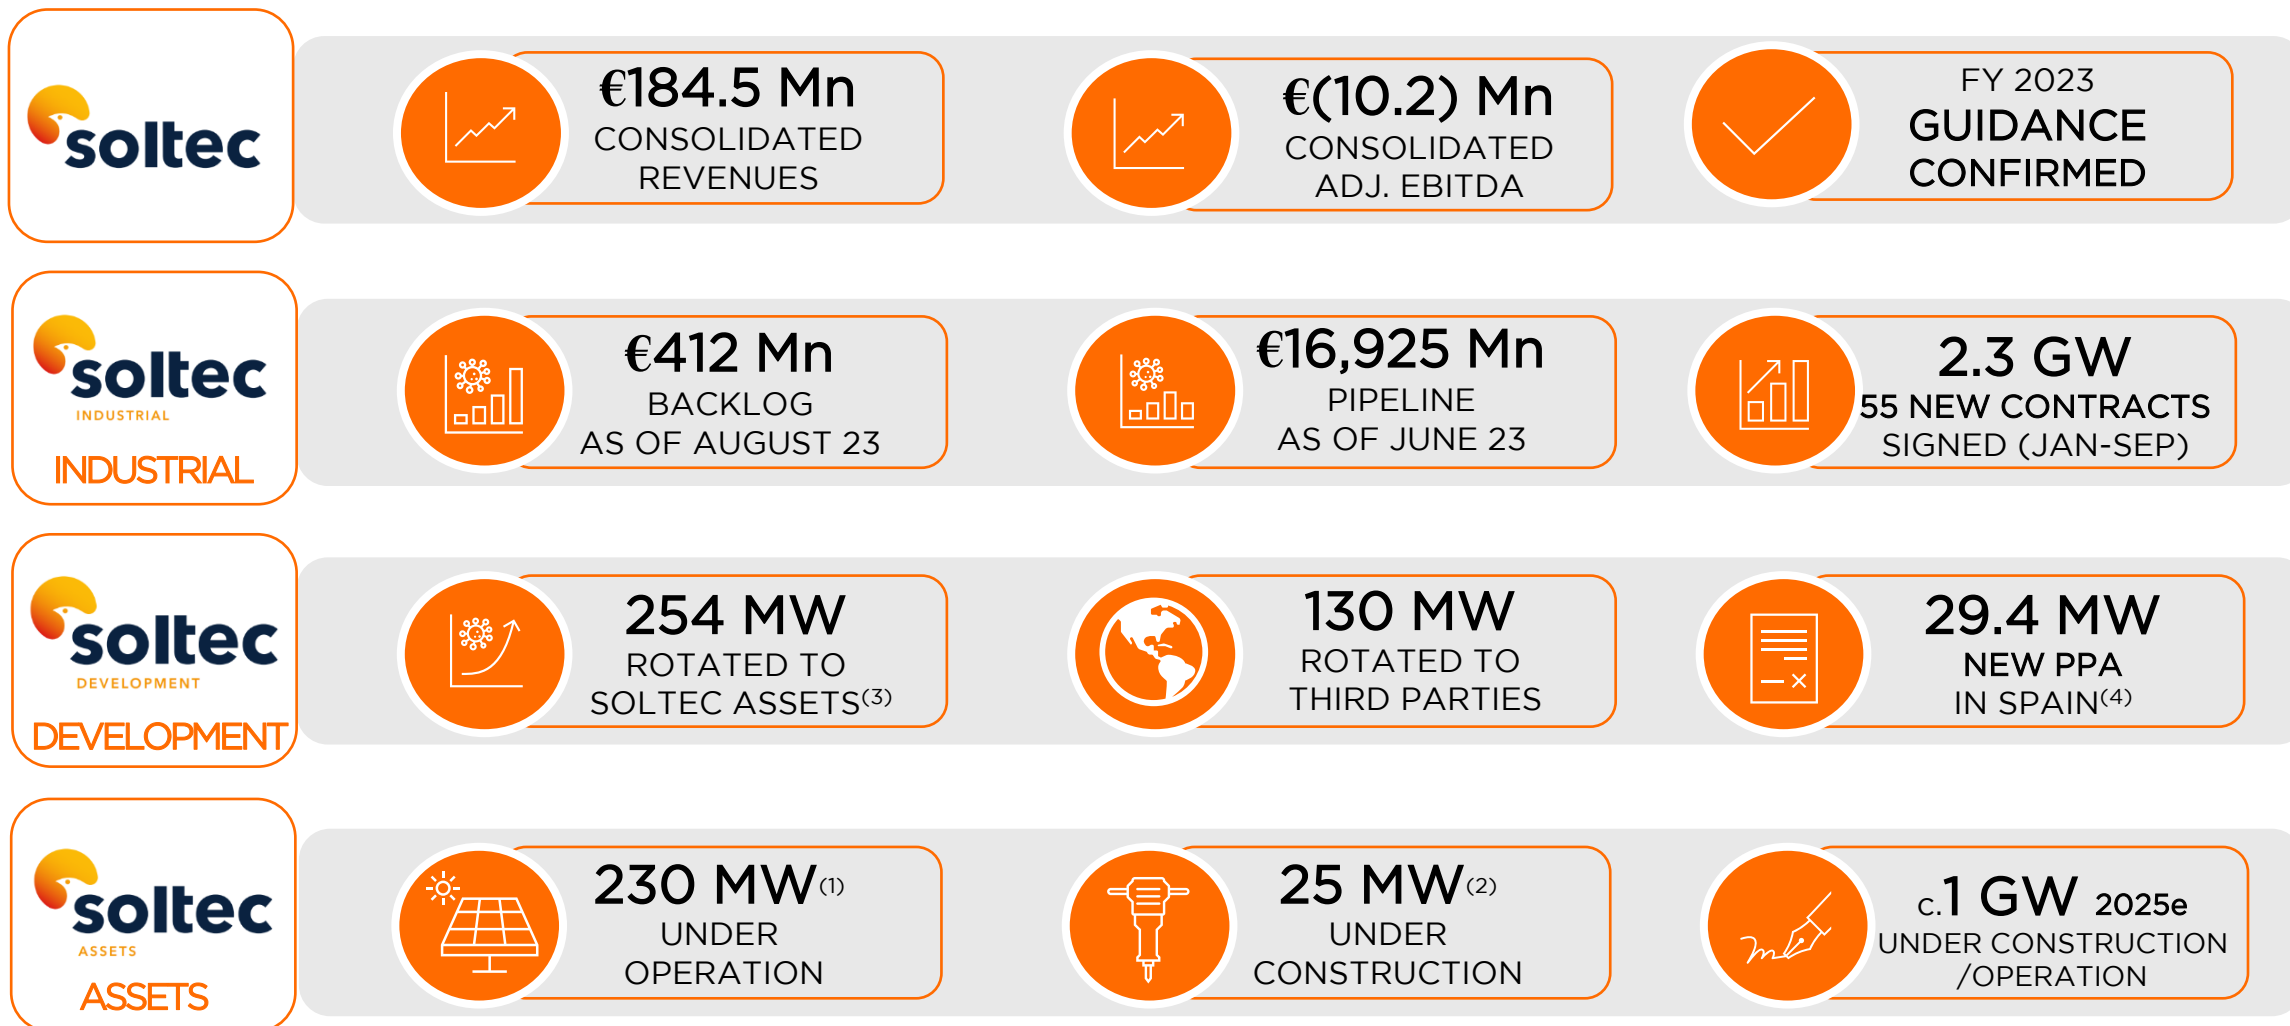 soltec
€184.5 Mn
CONSOLIDATED
REVENUES
€(10.2) Mn
CONSOLIDATED
ADJ. EBITDA
FY 2023
GUIDANCE
CONFIRMED
soltec
INDUSTRIAL
INDUSTRIAL
€412 Mn
BACKLOG
AS OF AUGUST 23
€16,925 Mn
PIPELINE
AS OF JUNE 23
2.3 GW
55 NEW CONTRACTS
SIGNED (JAN-SEP)
soltec
DEVELOPMENT
DEVELOPMENT
254 MW
ROTATED TO
SOLTEC ASSETS(3)
130 MW
ROTATED TO
THIRD PARTIES
29.4 MW
NEW PPA
IN SPAIN(4)
soltec
ASSETS
ASSETS
230 MW(1)
UNDER
OPERATION
25 MW(2)
UNDER
CONSTRUCTION
c.1 GW 2025e
UNDER CONSTRUCTION
/OPERATION